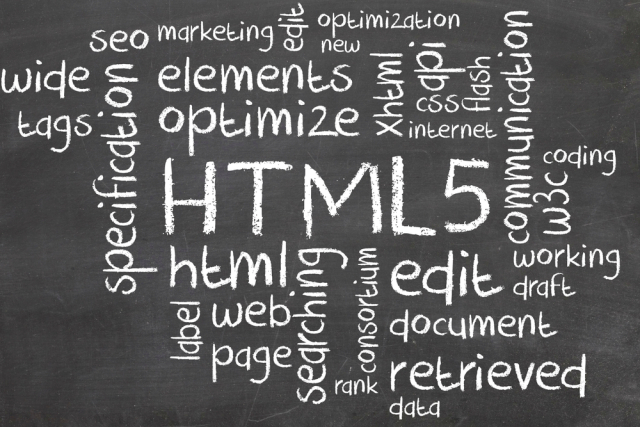 seo
marketing
edit
optimization
new
wide
elements
xhtml
api
flash
communication
tags
specification
optimize
css
internet
HTML5
coding
w3c
html
searching
consortium
edit
working
draft
label
web
page
document
rank
retrieved
data